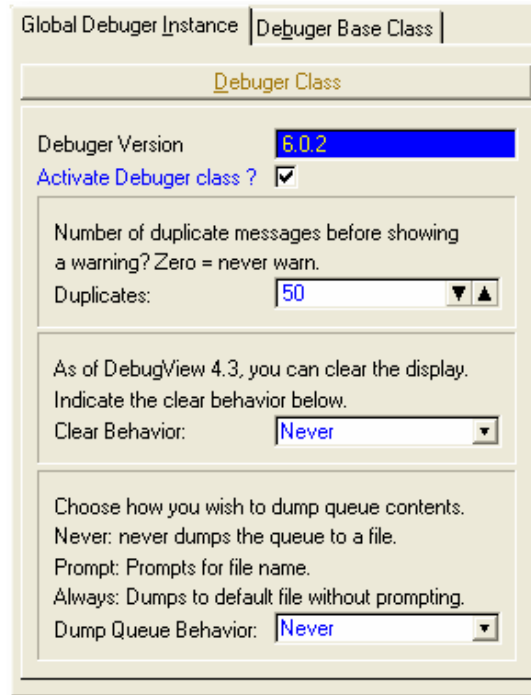 Global Debuger Instance
Debuger Base Class
Debuger Class
Debuger Version 6.0.2
Activate Debuger class ?
Number of duplicate messages before showing
a warning? Zero = never warn.
Duplicates: 50
As of DebugView 4.3, you can clear the display.
Indicate the clear behavior below.
Clear Behavior: Never
Choose how you wish to dump queue contents.
Never: never dumps the queue to a file.
Prompt: Prompts for file name.
Always: Dumps to default file without prompting.
Dump Queue Behavior: Never